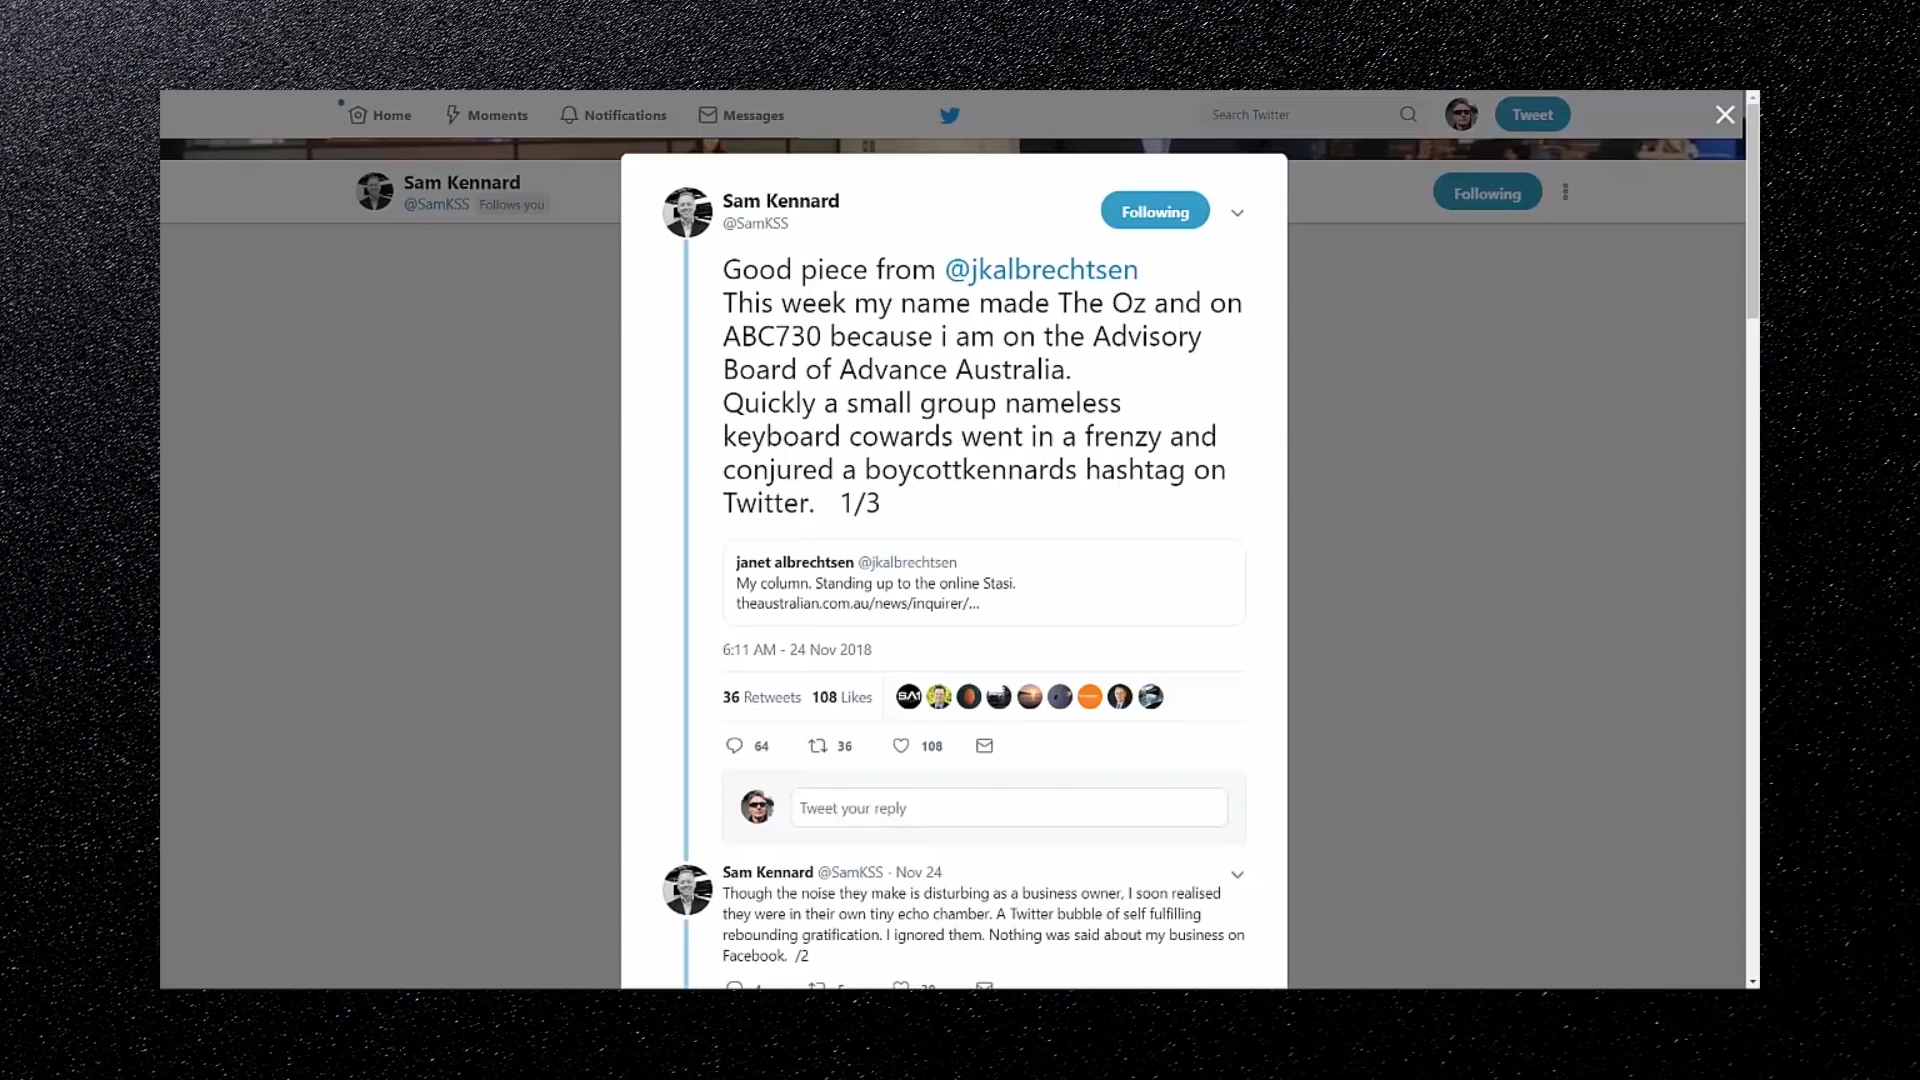 Home Moments Notifications Messages Search Twitter Tweet
Sam Kennard
@SamKSS Follows you
Following
Sam Kennard
@SamKSS
Following
Good piece from @jkalbrechtsen
This week my name made The Oz and on
ABC730 because i am on the Advisory
Board of Advance Australia.
Quickly a small group nameless
keyboard cowards went in a frenzy and
conjured a boycottkennards hashtag on
Twitter. 1/3
janet albrechtsen @jkalbrechtsen
My column. Standing up to the online Stasi.
theaustralian.com.au/news/inquirer/...
6:11 AM - 24 Nov 2018
36 Retweets 108 Likes
SA1
64 36 108
Tweet your reply
Sam Kennard @SamKSS · Nov 24
Though the noise they make is disturbing as a business owner, I soon realised
they were in their own tiny echo chamber. A Twitter bubble of self fulfilling
rebounding gratification. I ignored them. Nothing was said about my business on
Facebook. /2